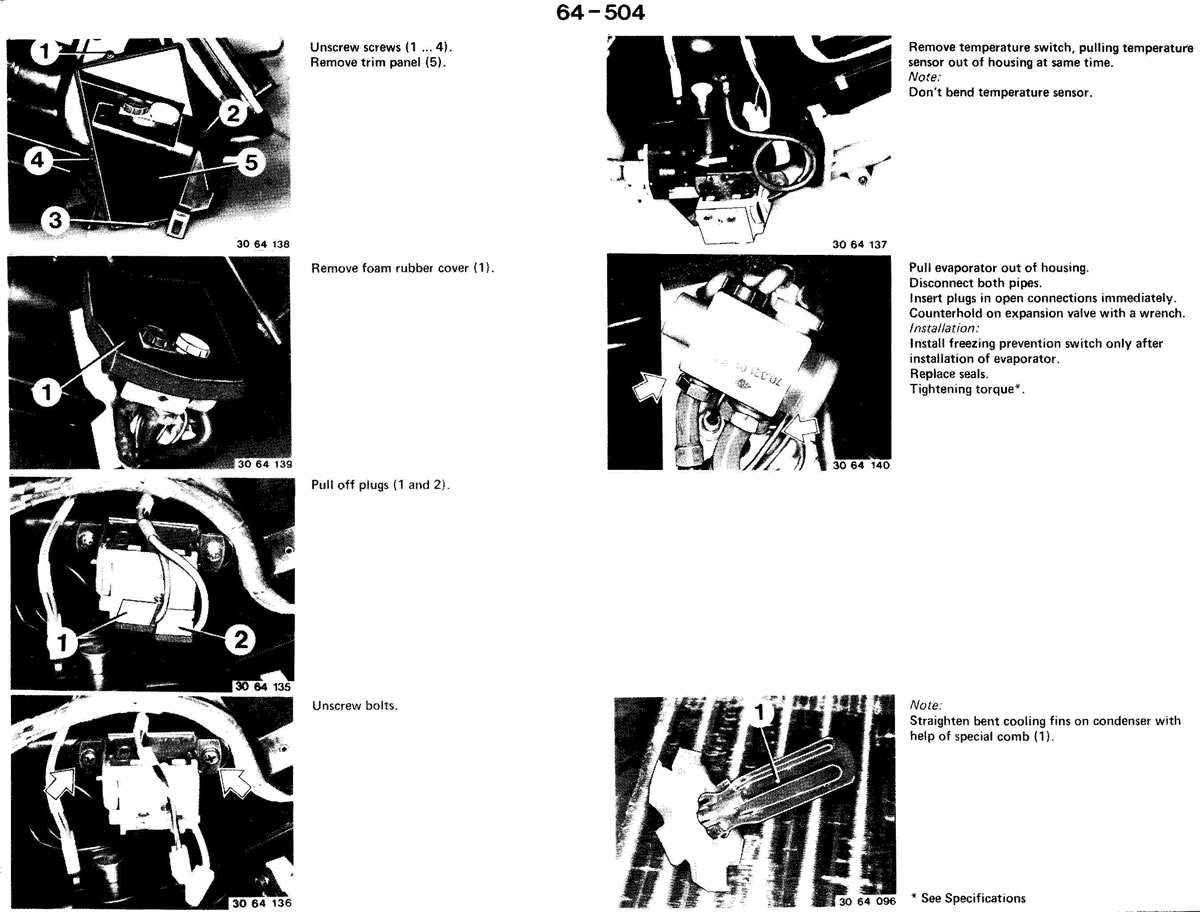 64-504
1
2
4
5
3
30 64 138
Unscrew screws (1 ... 4).
Remove trim panel (5).
1
30 64 139
Remove foam rubber cover (1).
1
2
30 64 135
Pull off plugs (1 and 2).
30 64 136
Unscrew bolts.
30 64 137
Remove temperature switch, pulling temperature
sensor out of housing at same time.
Note:
Don't bend temperature sensor.
30 64 140
Pull evaporator out of housing.
Disconnect both pipes.
Insert plugs in open connections immediately.
Counterhold on expansion valve with a wrench.
Installation:
Install freezing prevention switch only after
installation of evaporator.
Replace seals.
Tightening torque*.
1
30 64 096
Note:
Straighten bent cooling fins on condenser with
help of special comb (1).
* See Specifications